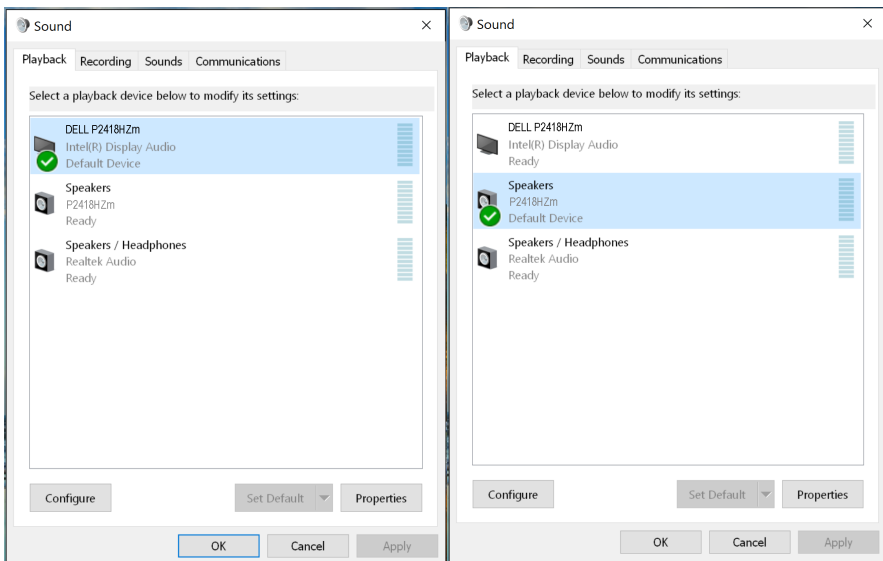 Sound
Playback Recording Sounds Communications
Select a playback device below to modify its settings:
DELL P2418HZm
Intel(R) Display Audio
Default Device
Speakers
P2418HZm
Ready
Speakers / Headphones
Realtek Audio
Ready
Configure Set Default Properties
OK Cancel Apply
Sound
Playback Recording Sounds Communications
Select a playback device below to modify its settings:
DELL P2418HZm
Intel(R) Display Audio
Ready
Speakers
P2418HZm
Default Device
Speakers / Headphones
Realtek Audio
Ready
Configure Set Default Properties
OK Cancel Apply